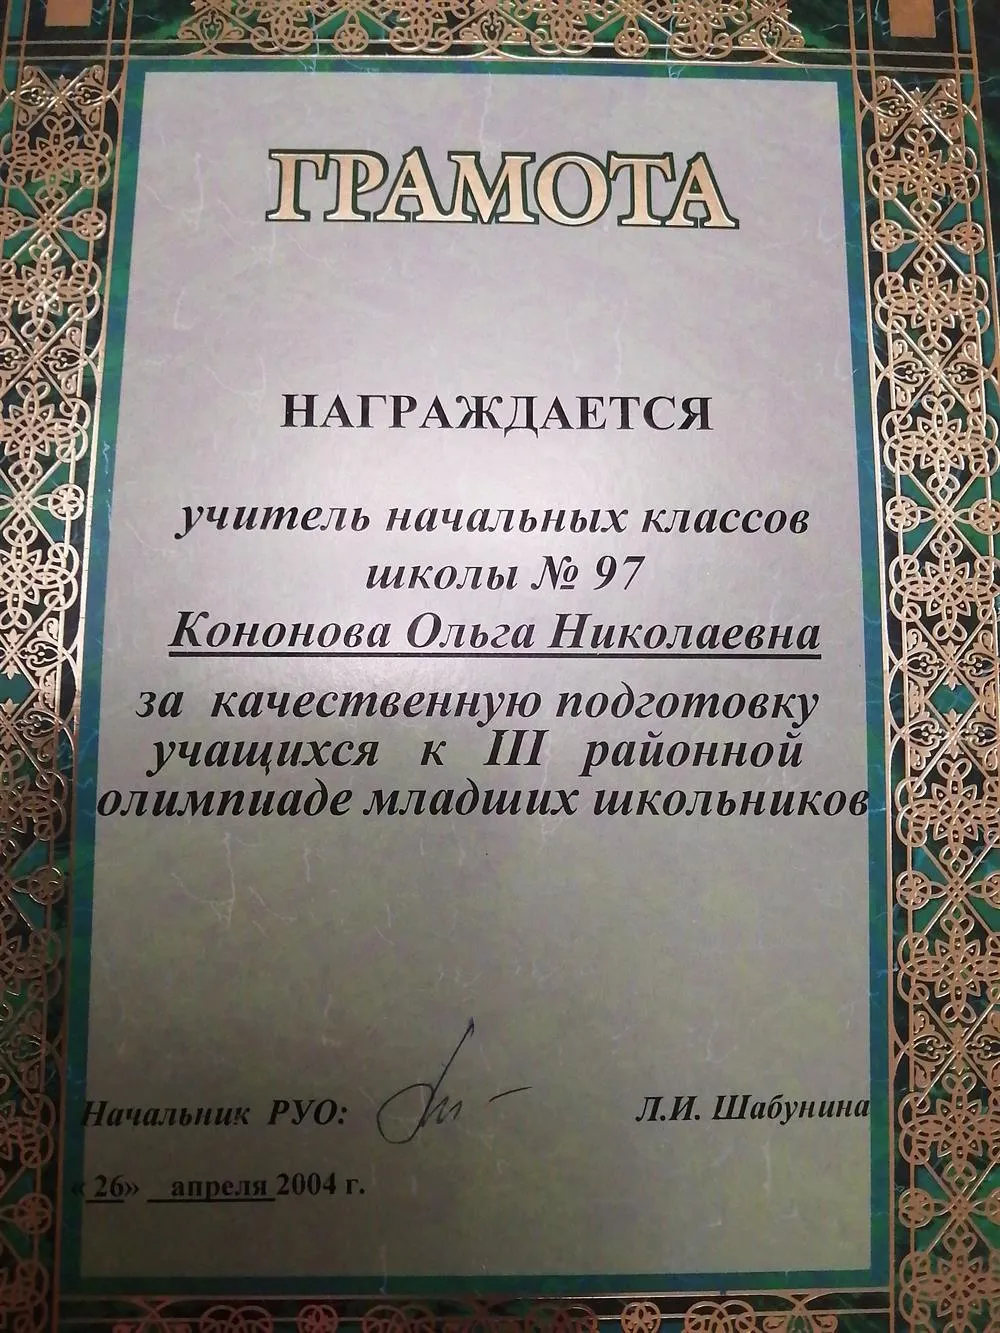 ГРАМОТА
НАГРАЖДАЕТСЯ
учитель начальных классов
школы № 97
Кононова Ольга Николаевна
за качественную подготовку
учащихся к III районной
олимпиаде младших школьников
Начальник РУО: Л.И. Шабунина
« 26» апреля 2004 г.